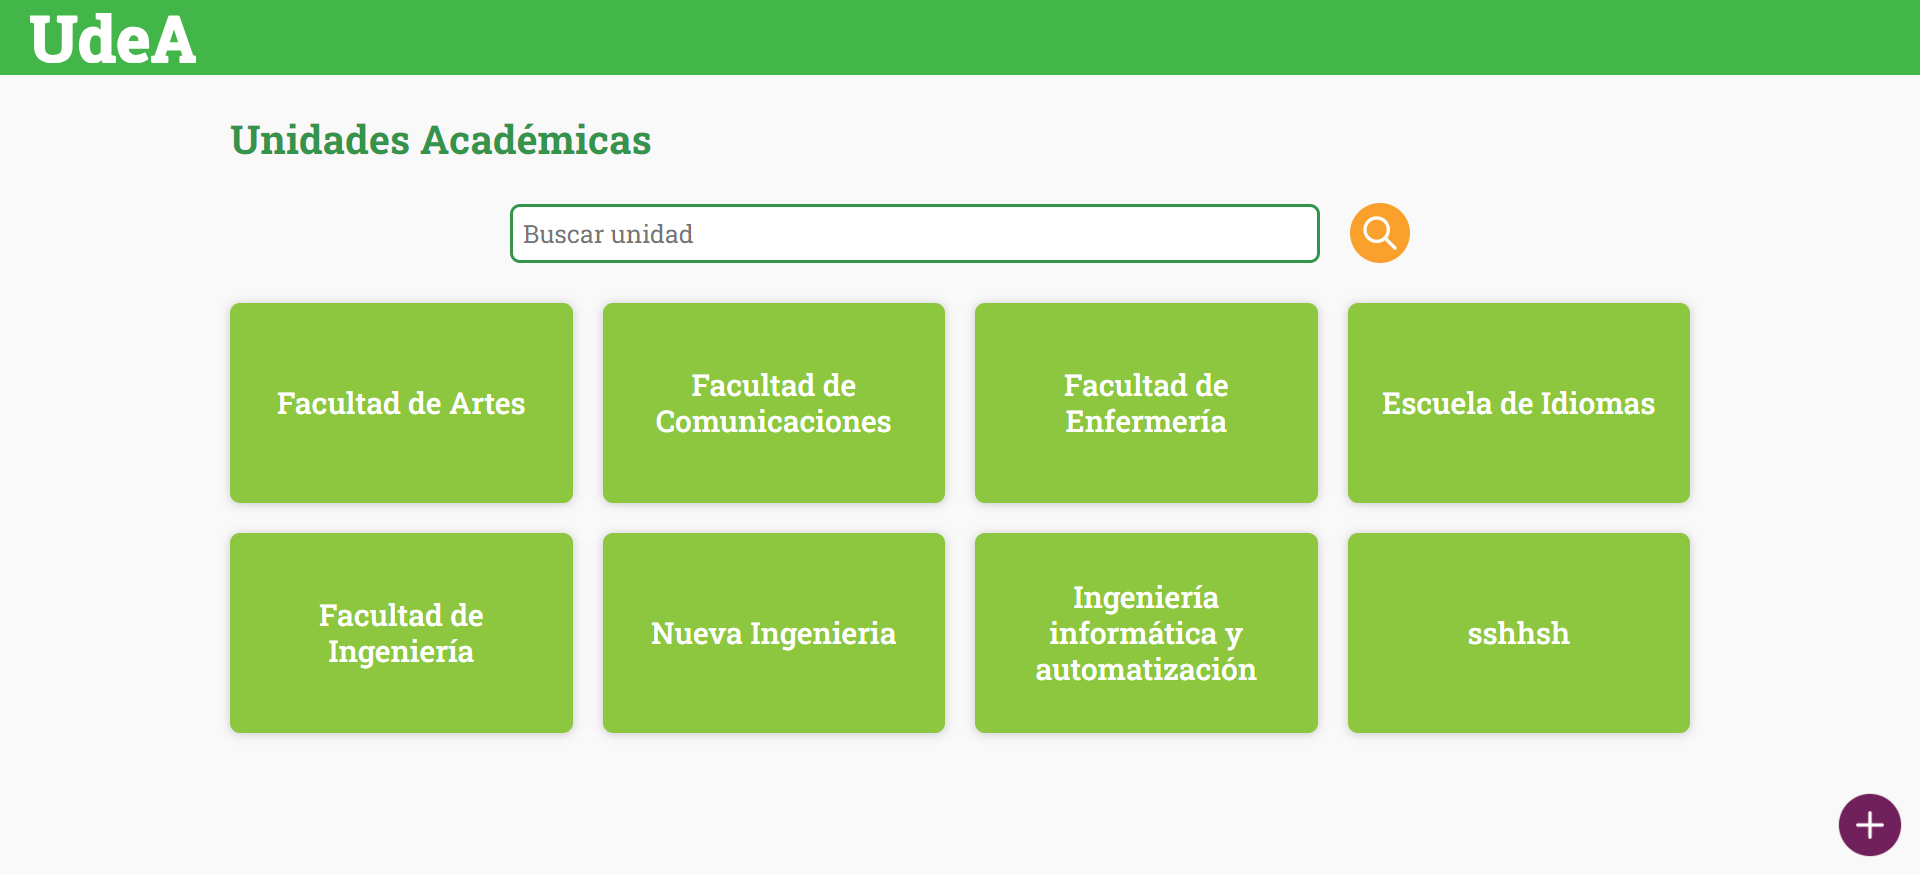 UdeA
Unidades Académicas
Buscar unidad
Facultad de Artes
Facultad de
Comunicaciones
Facultad de
Enfermería
Escuela de Idiomas
Facultad de
Ingeniería
Nueva Ingenieria
Ingeniería
informática y
automatización
sshhsh